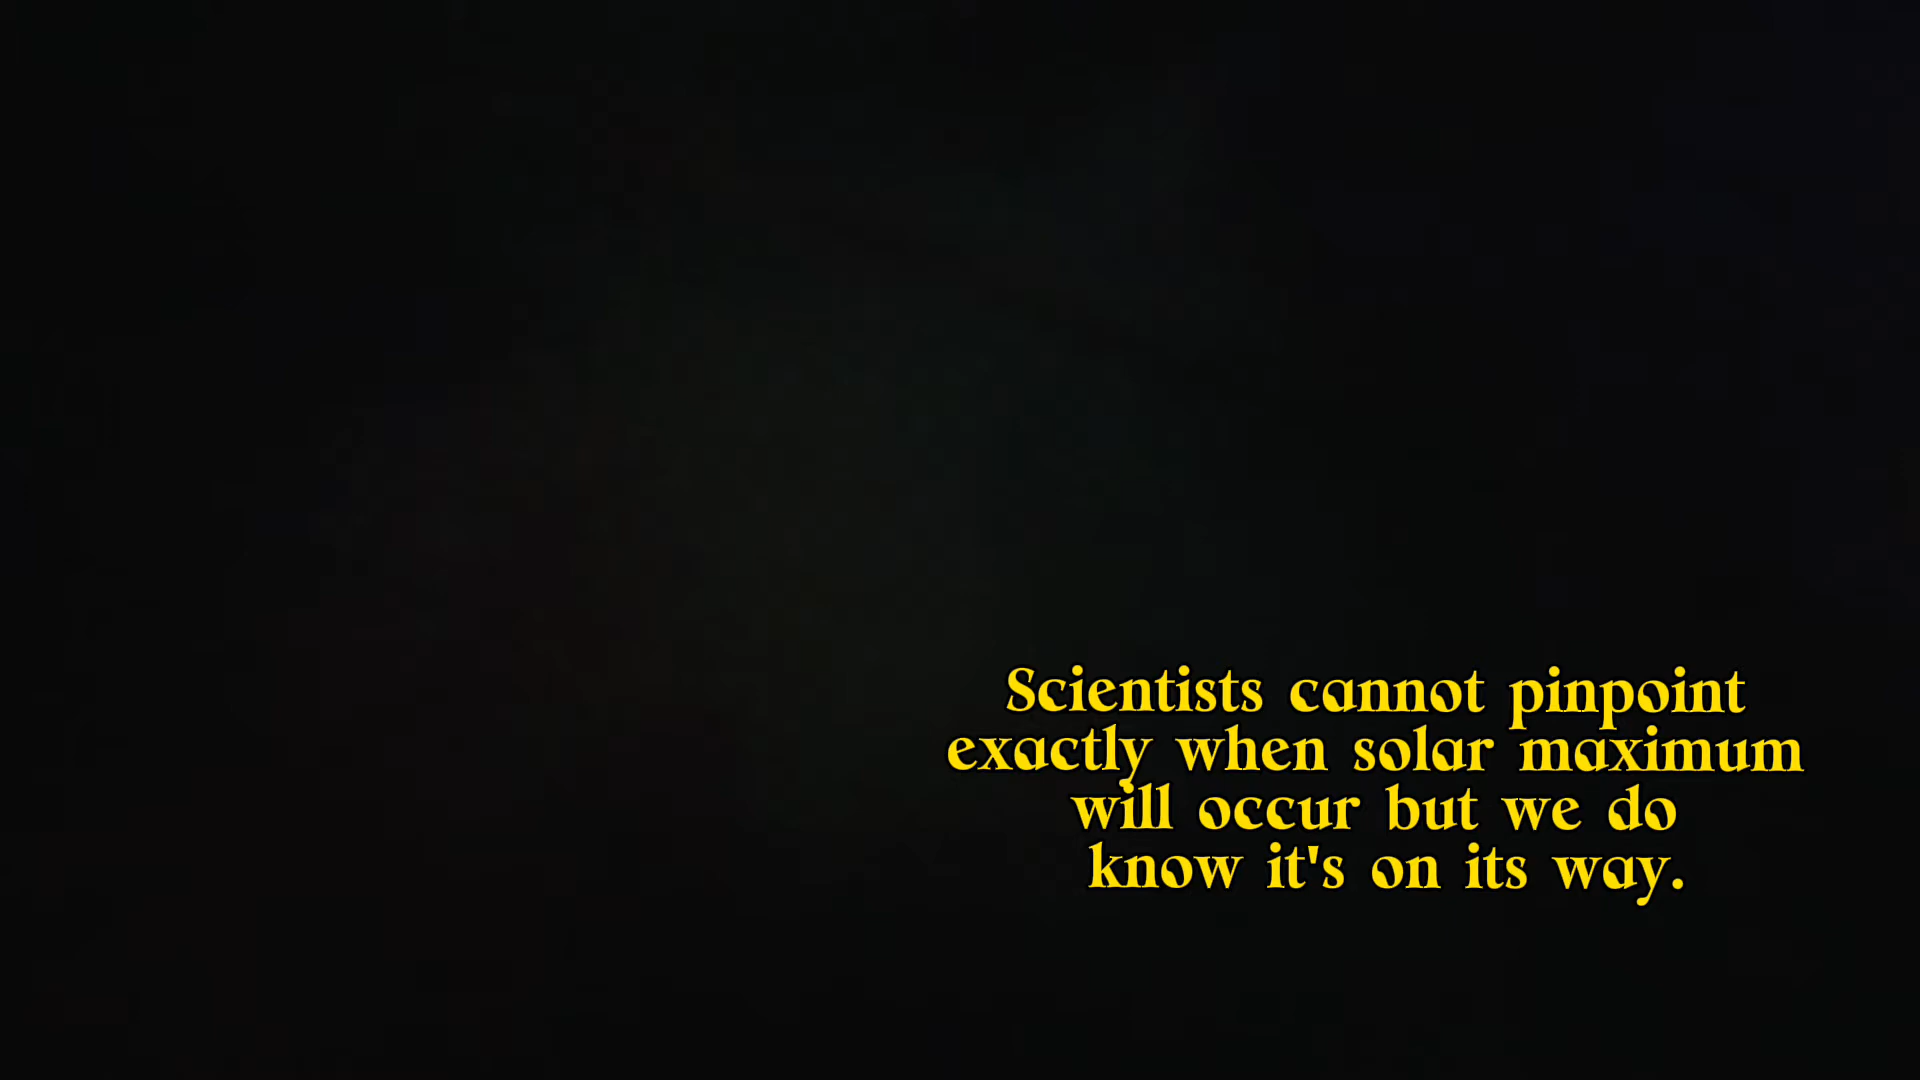 Scientists cannot pinpoint
exactly when solar maximum
will occur but we do
know it's on its way.